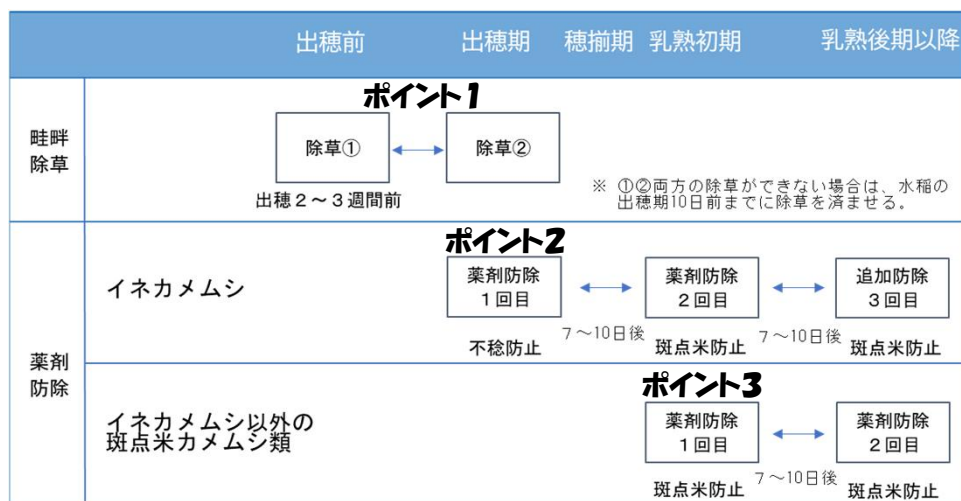 出穂前 出穂期 穂揃期 乳熟初期 乳熟後期以降
ポイント1
畦畔
除草
除草①
除草②
出穂2～3週間前
※ ①②両方の除草ができない場合は、水稲の
出穂期10日前までに除草を済ませる。
薬剤
防除
ポイント2
イネカメムシ
薬剤防除
1回目
薬剤防除
2回目
追加防除
3回目
7～10日後
7～10日後
不稔防止
斑点米防止
斑点米防止
ポイント3
イネカメムシ以外の
斑点米カメムシ類
薬剤防除
1回目
薬剤防除
2回目
7～10日後
斑点米防止
斑点米防止